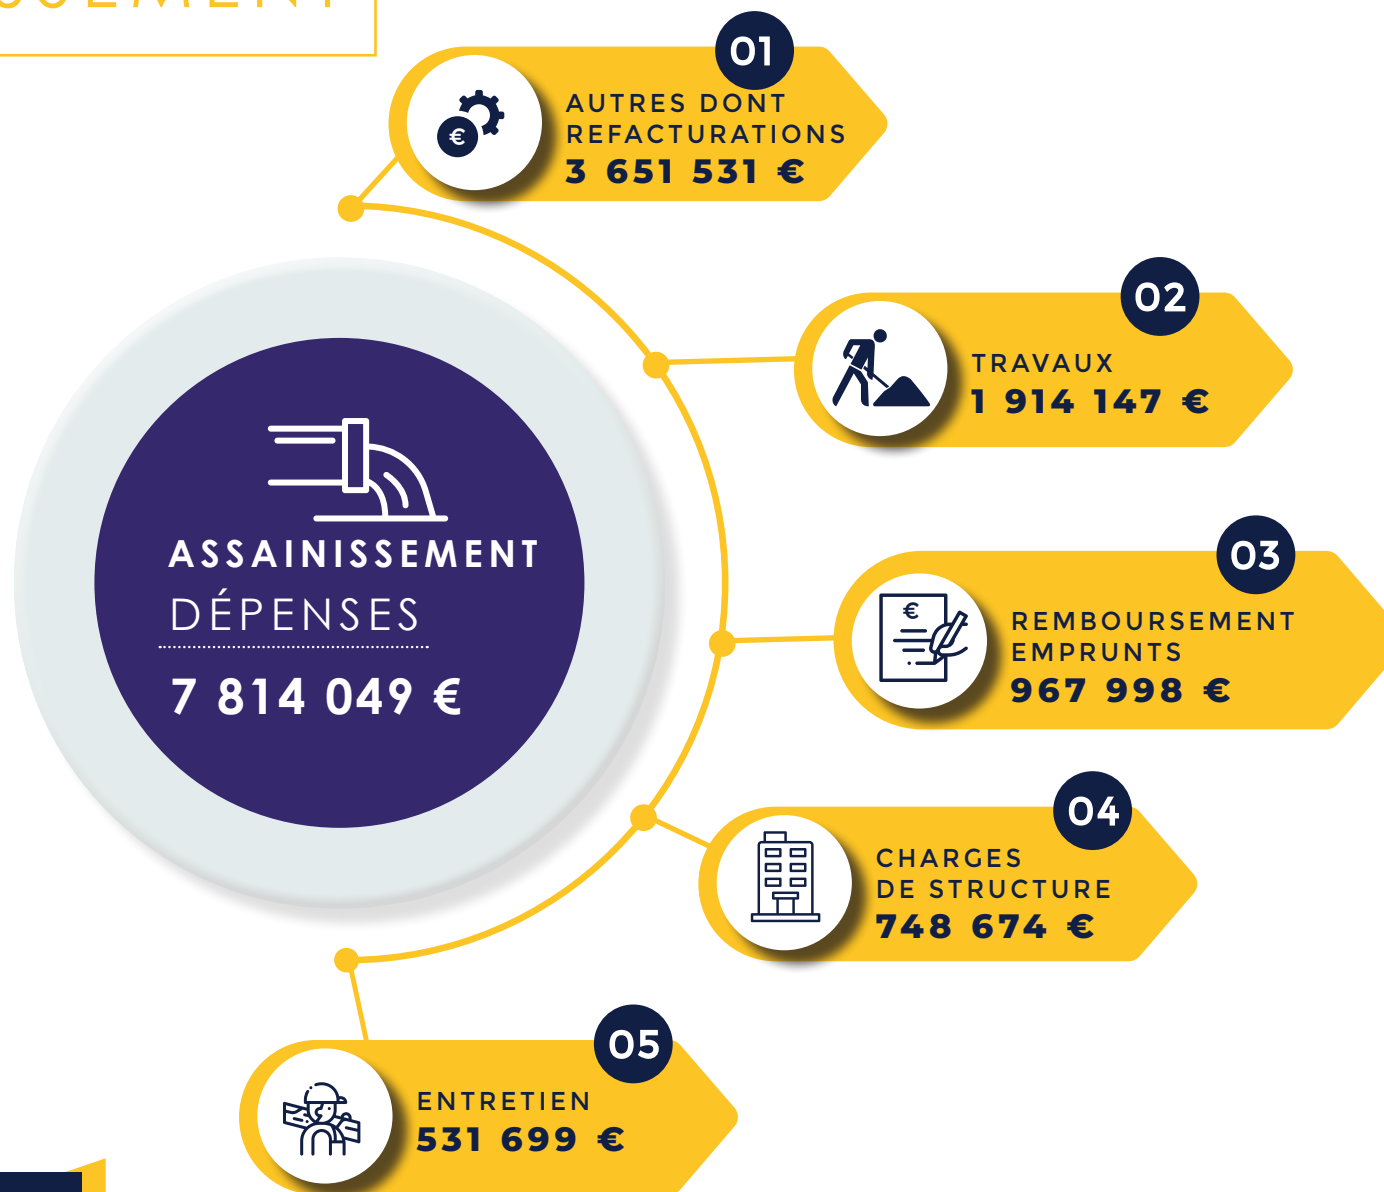 01
AUTRES DONT
REFACTURATIONS
3 651 531 €
02
TRAVAUX
1 914 147 €
ASSAINISSEMENT
DÉPENSES
7 814 049 €
03
€
REMBOURSEMENT
EMPRUNTS
967 998 €
04
CHARGES
DE STRUCTURE
748 674 €
05
ENTRETIEN
531 699 €